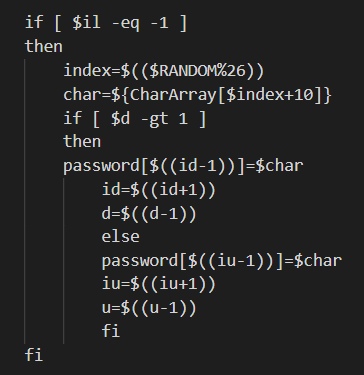 if [ $il -eq -1 ]
then
index=$(($RANDOM%26))
char=${CharArray[$index+10]}
if [ $d -gt 1 ]
then
password[$((id-1))]=$char
id=$((id+1))
d=$((d-1))
else
password[$((iu-1))]=$char
iu=$((iu+1))
u=$((u-1))
fi
fi